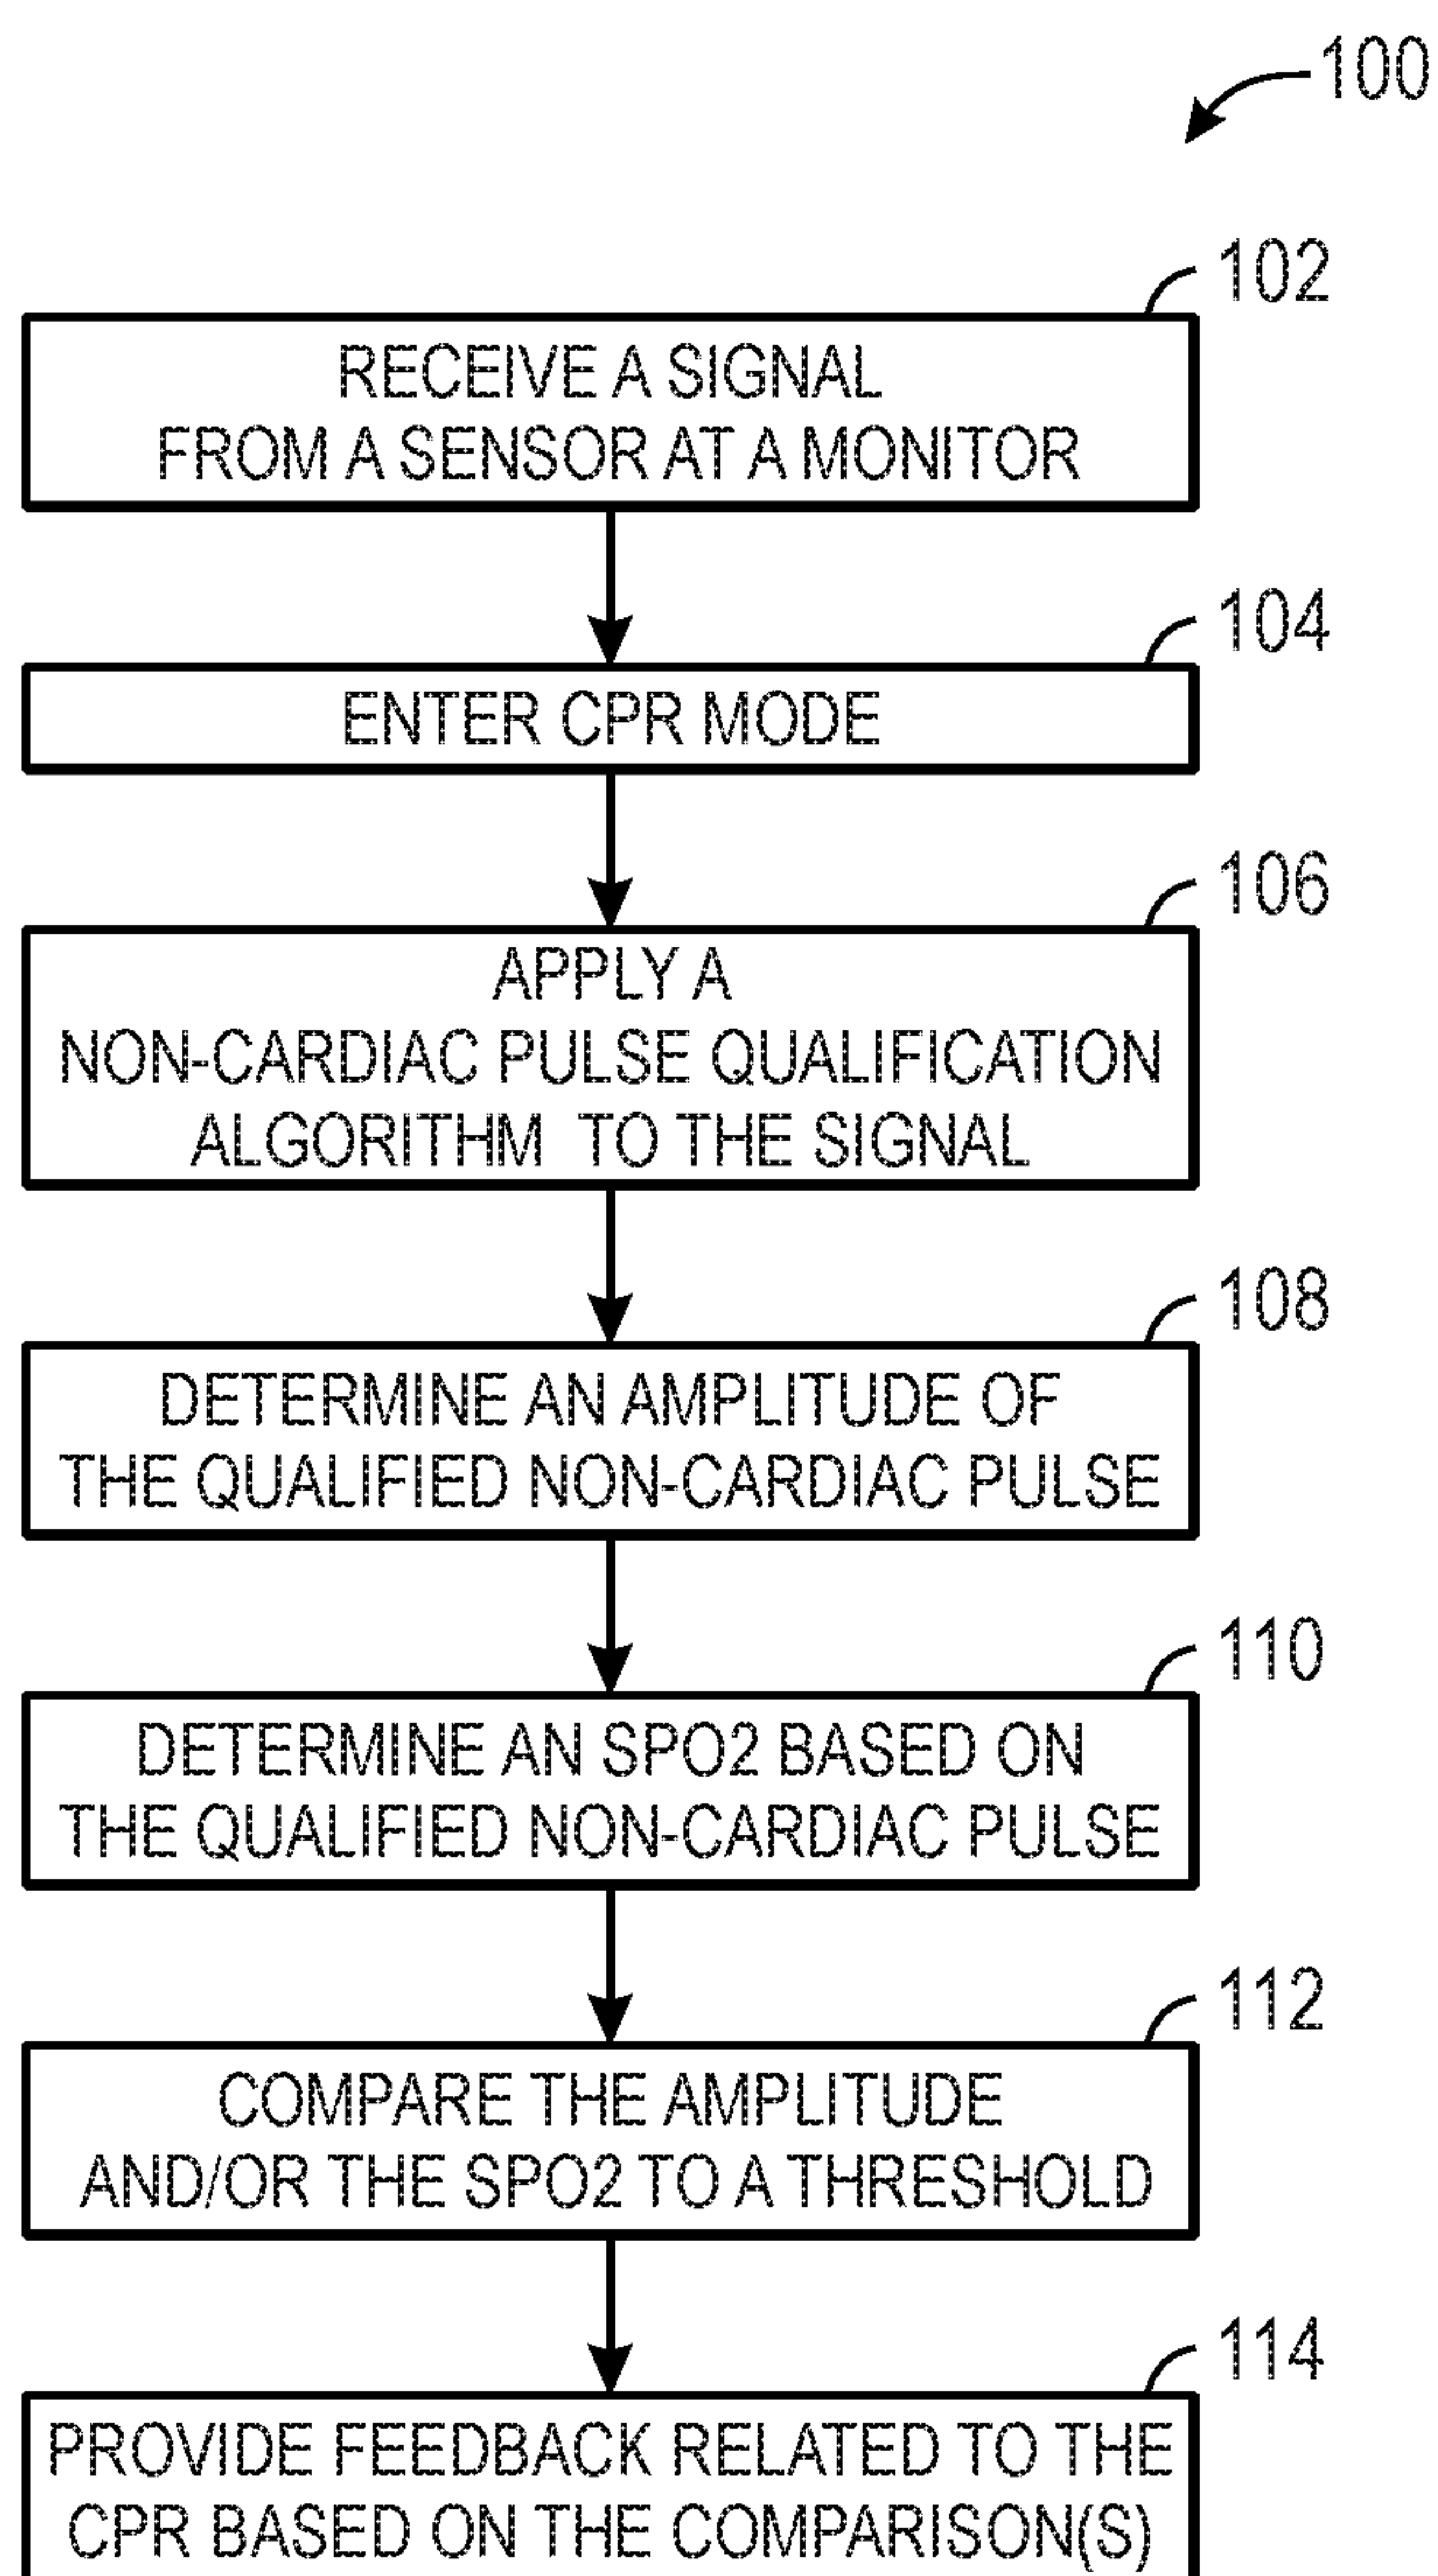 100
102
RECEIVE A SIGNAL
FROM A SENSOR AT A MONITOR
104
ENTER CPR MODE
106
APPLY A
NON-CARDIAC PULSE QUALIFICATION
ALGORITHM TO THE SIGNAL
108
DETERMINE AN AMPLITUDE OF
THE QUALIFIED NON-CARDIAC PULSE
110
DETERMINE AN SPO2 BASED ON
THE QUALIFIED NON-CARDIAC PULSE
112
COMPARE THE AMPLITUDE
AND/OR THE SPO2 TO A THRESHOLD
114
PROVIDE FEEDBACK RELATED TO THE
CPR BASED ON THE COMPARISON(S)